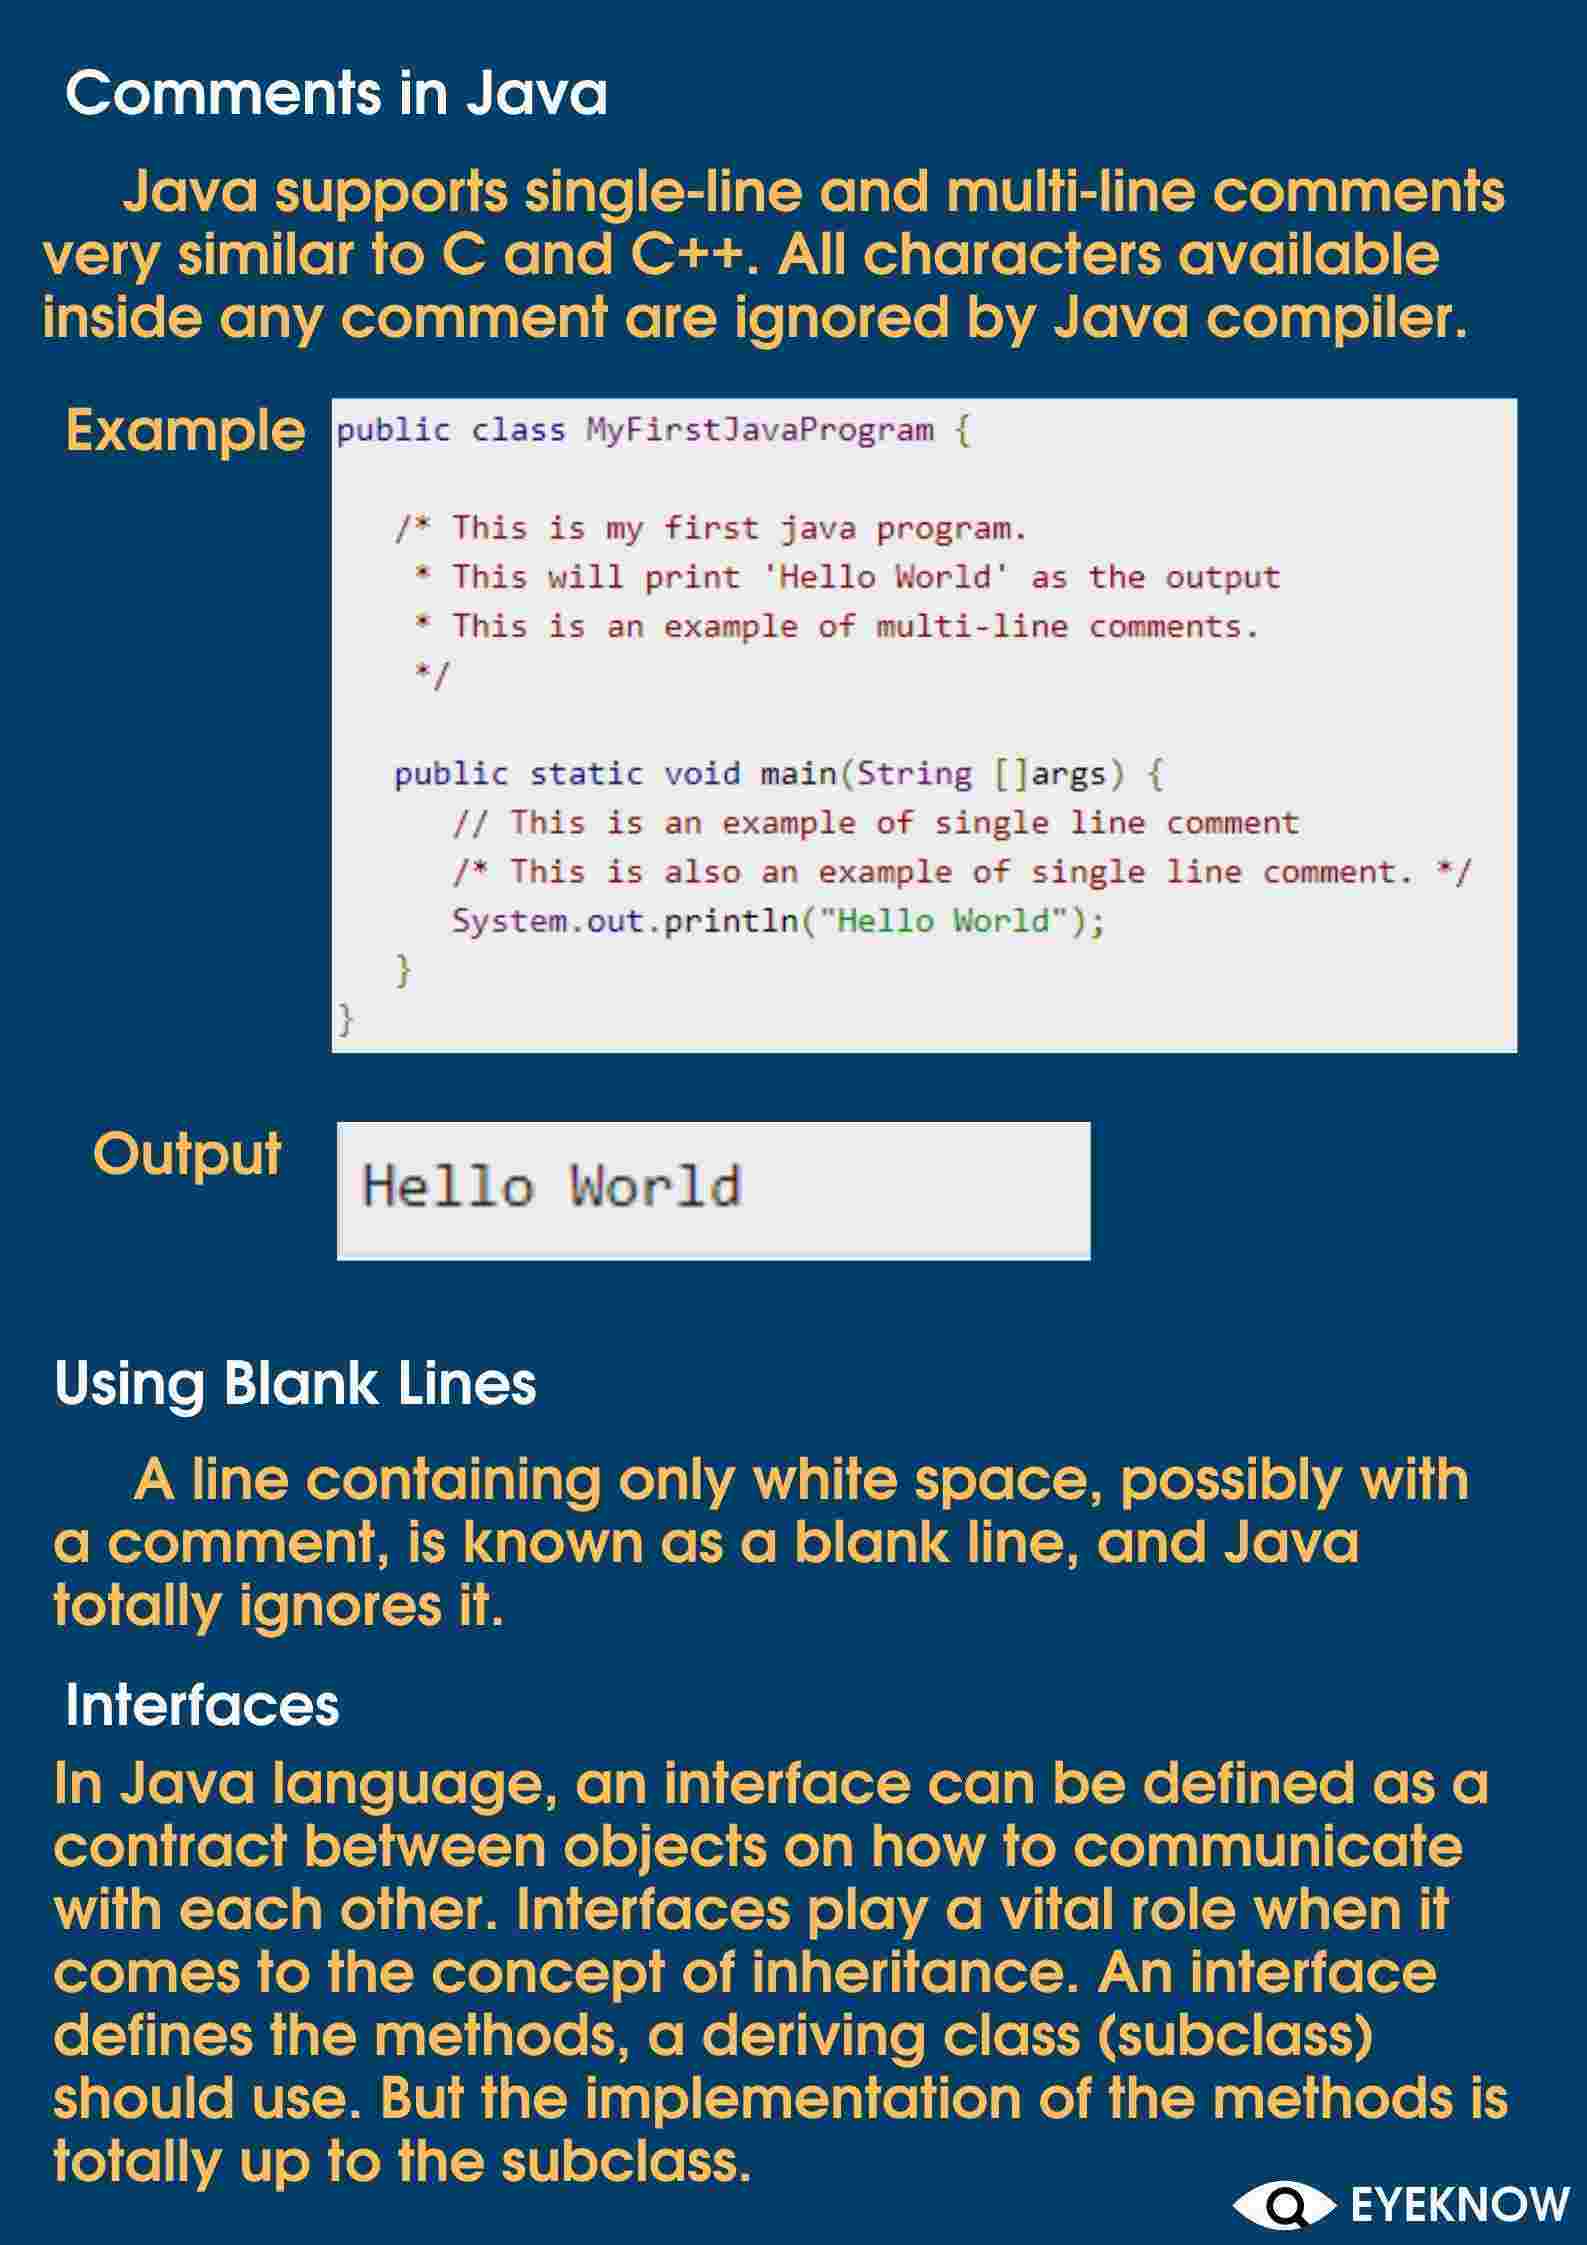 Comments in Java
Java supports single-line and multi-line comments
very similar to C and C++. All characters available
inside any comment are ignored by Java compiler.
Example
public class MyFirstJavaProgram {
/* This is my first java program.
* This will print 'Hello World' as the output
* This is an example of multi-line comments.
*/
public static void main(String []args) {
// This is an example of single line comment
/* This is also an example of single line comment. */
System.out.println("Hello World");
}
}
Output
Hello World
Using Blank Lines
A line containing only white space, possibly with
a comment, is known as a blank line, and Java
totally ignores it.
Interfaces
In Java language, an interface can be defined as a
contract between objects on how to communicate
with each other. Interfaces play a vital role when it
comes to the concept of inheritance. An interface
defines the methods, a deriving class (subclass)
should use. But the implementation of the methods is
totally up to the subclass.
EYEKNOW